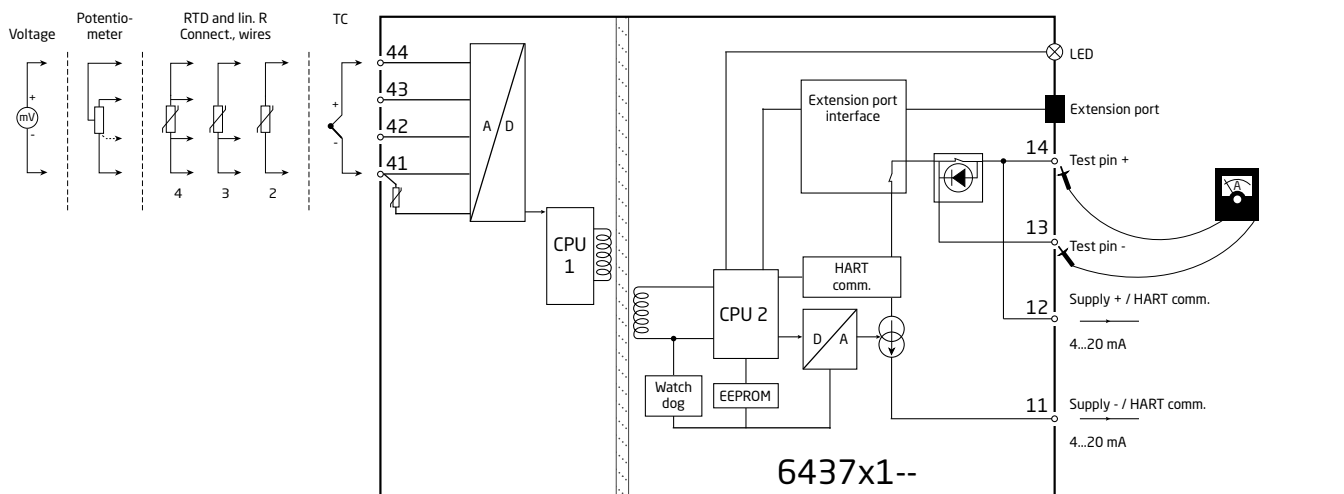 Voltage
Potentio-
meter
RTD and lin. R
Connect., wires
TC
+
mV
-
4
3
2
+
-
44
43
42
41
A
D
CPU
1
LED
Extension port
interface
Extension port
14
Test pin +
A
13
Test pin -
HART
comm.
12
Supply + / HART comm.
4...20 mA
CPU 2
D
A
Watch
dog
EEPROM
11
Supply - / HART comm.
4...20 mA
6437x1--